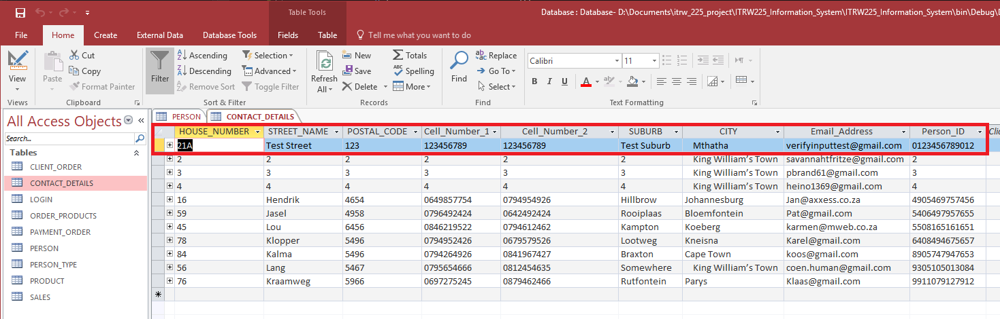 Table Tools
Database : Database- D:\Documents\itrw_225_project\ITRW225_Information_System\ITRW225_Information_System\bin\Debug\
File Home Create External Data Database Tools Fields Table Tell me what you want to do
View
Views
Paste
Cut
Copy
Format Painter
Clipboard
Filter
Ascending
Descending
Remove Sort
Selection
Advanced
Toggle Filter
Sort & Filter
Refresh
All
New
Save
Delete
Totals
Spelling
More
Records
Find
Replace
Go To
Select
Find
Calibri 11
B I U A
Text Formatting
All Access Objects
Search...
Tables
CLIENT_ORDER
CONTACT_DETAILS
LOGIN
ORDER_PRODUCTS
PAYMENT_ORDER
PERSON
PERSON_TYPE
PRODUCT
SALES
PERSON CONTACT_DETAILS
HOUSE_NUMBER STREET_NAME POSTAL_CODE Cell_Number_1 Cell_Number_2 SUBURB CITY Email_Address Person_ID
21A Test Street 123 123456789 123456789 Test Suburb Mthatha verifyinputtest@gmail.com 0123456789012
2 2 2 2 2 2 King William’s Town savannahtfritze@gmail.com 2
3 3 3 3 3 3 King William’s Town pbrand61@gmail.com 3
4 4 4 4 4 4 King William’s Town heino1369@gmail.com 4
16 Hendrik 4654 0649857754 0794954926 Hillbrow Johannesburg Jan@axxess.co.za 4905469757456
59 Jasel 4958 0796492424 0642492424 Rooiplaas Bloemfontein Pat@gmail.com 5406497957655
45 Lou 6456 0846219522 0794612462 Kampton Koeberg karmen@mweb.co.za 5508165161651
78 Klopper 5496 0794952426 0679579526 Lootweg Kneisna Karel@gmail.com 6408494675657
84 Kalma 5496 0794264926 0841967427 Braxton Cape Town koos@gmail.com 8905747947653
56 Lang 5467 0795654666 0812454635 Somewhere King William’s Town coen.human@gmail.com 9305105013084
76 Kraamweg 5966 0697275245 0879462466 Rutfontein Parys Klaas@gmail.com 9911079127912